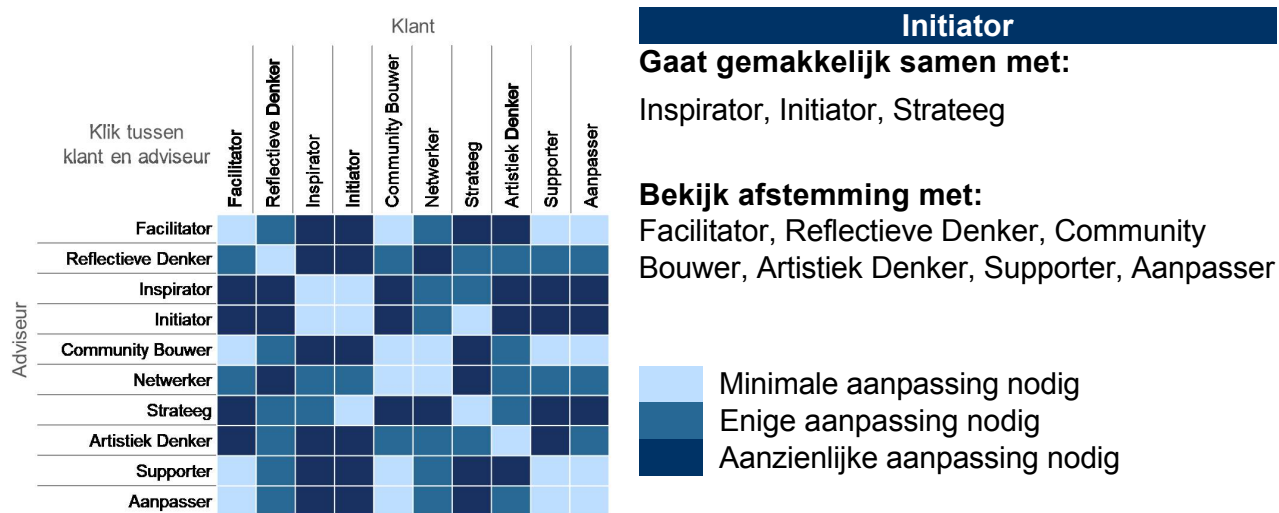 Klant
Klik tussen
klant en adviseur
Facilitator
Reflectieve Denker
Inspirator
Initiator
Community Bouwer
Netwerker
Strateeg
Artistiek Denker
Supporter
Aanpasser
Adviseur
Facilitator
Reflectieve Denker
Inspirator
Initiator
Community Bouwer
Netwerker
Strateeg
Artistiek Denker
Supporter
Aanpasser
Initiator
Gaat gemakkelijk samen met:
Inspirator, Initiator, Strateeg
Bekijk afstemming met:
Facilitator, Reflectieve Denker, Community
Bouwer, Artistiek Denker, Supporter, Aanpasser
Minimale aanpassing nodig
Enige aanpassing nodig
Aanzienlijke aanpassing nodig